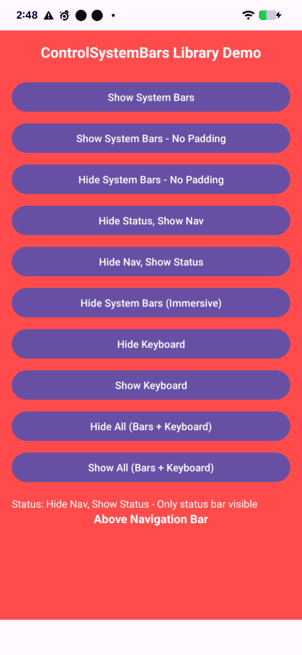 2:48
ControlSystemBars Library Demo
Show System Bars
Show System Bars - No Padding
Hide System Bars - No Padding
Hide Status, Show Nav
Hide Nav, Show Status
Hide System Bars (Immersive)
Hide Keyboard
Show Keyboard
Hide All (Bars + Keyboard)
Show All (Bars + Keyboard)
Status: Hide Nav, Show Status - Only status bar visible
Above Navigation Bar